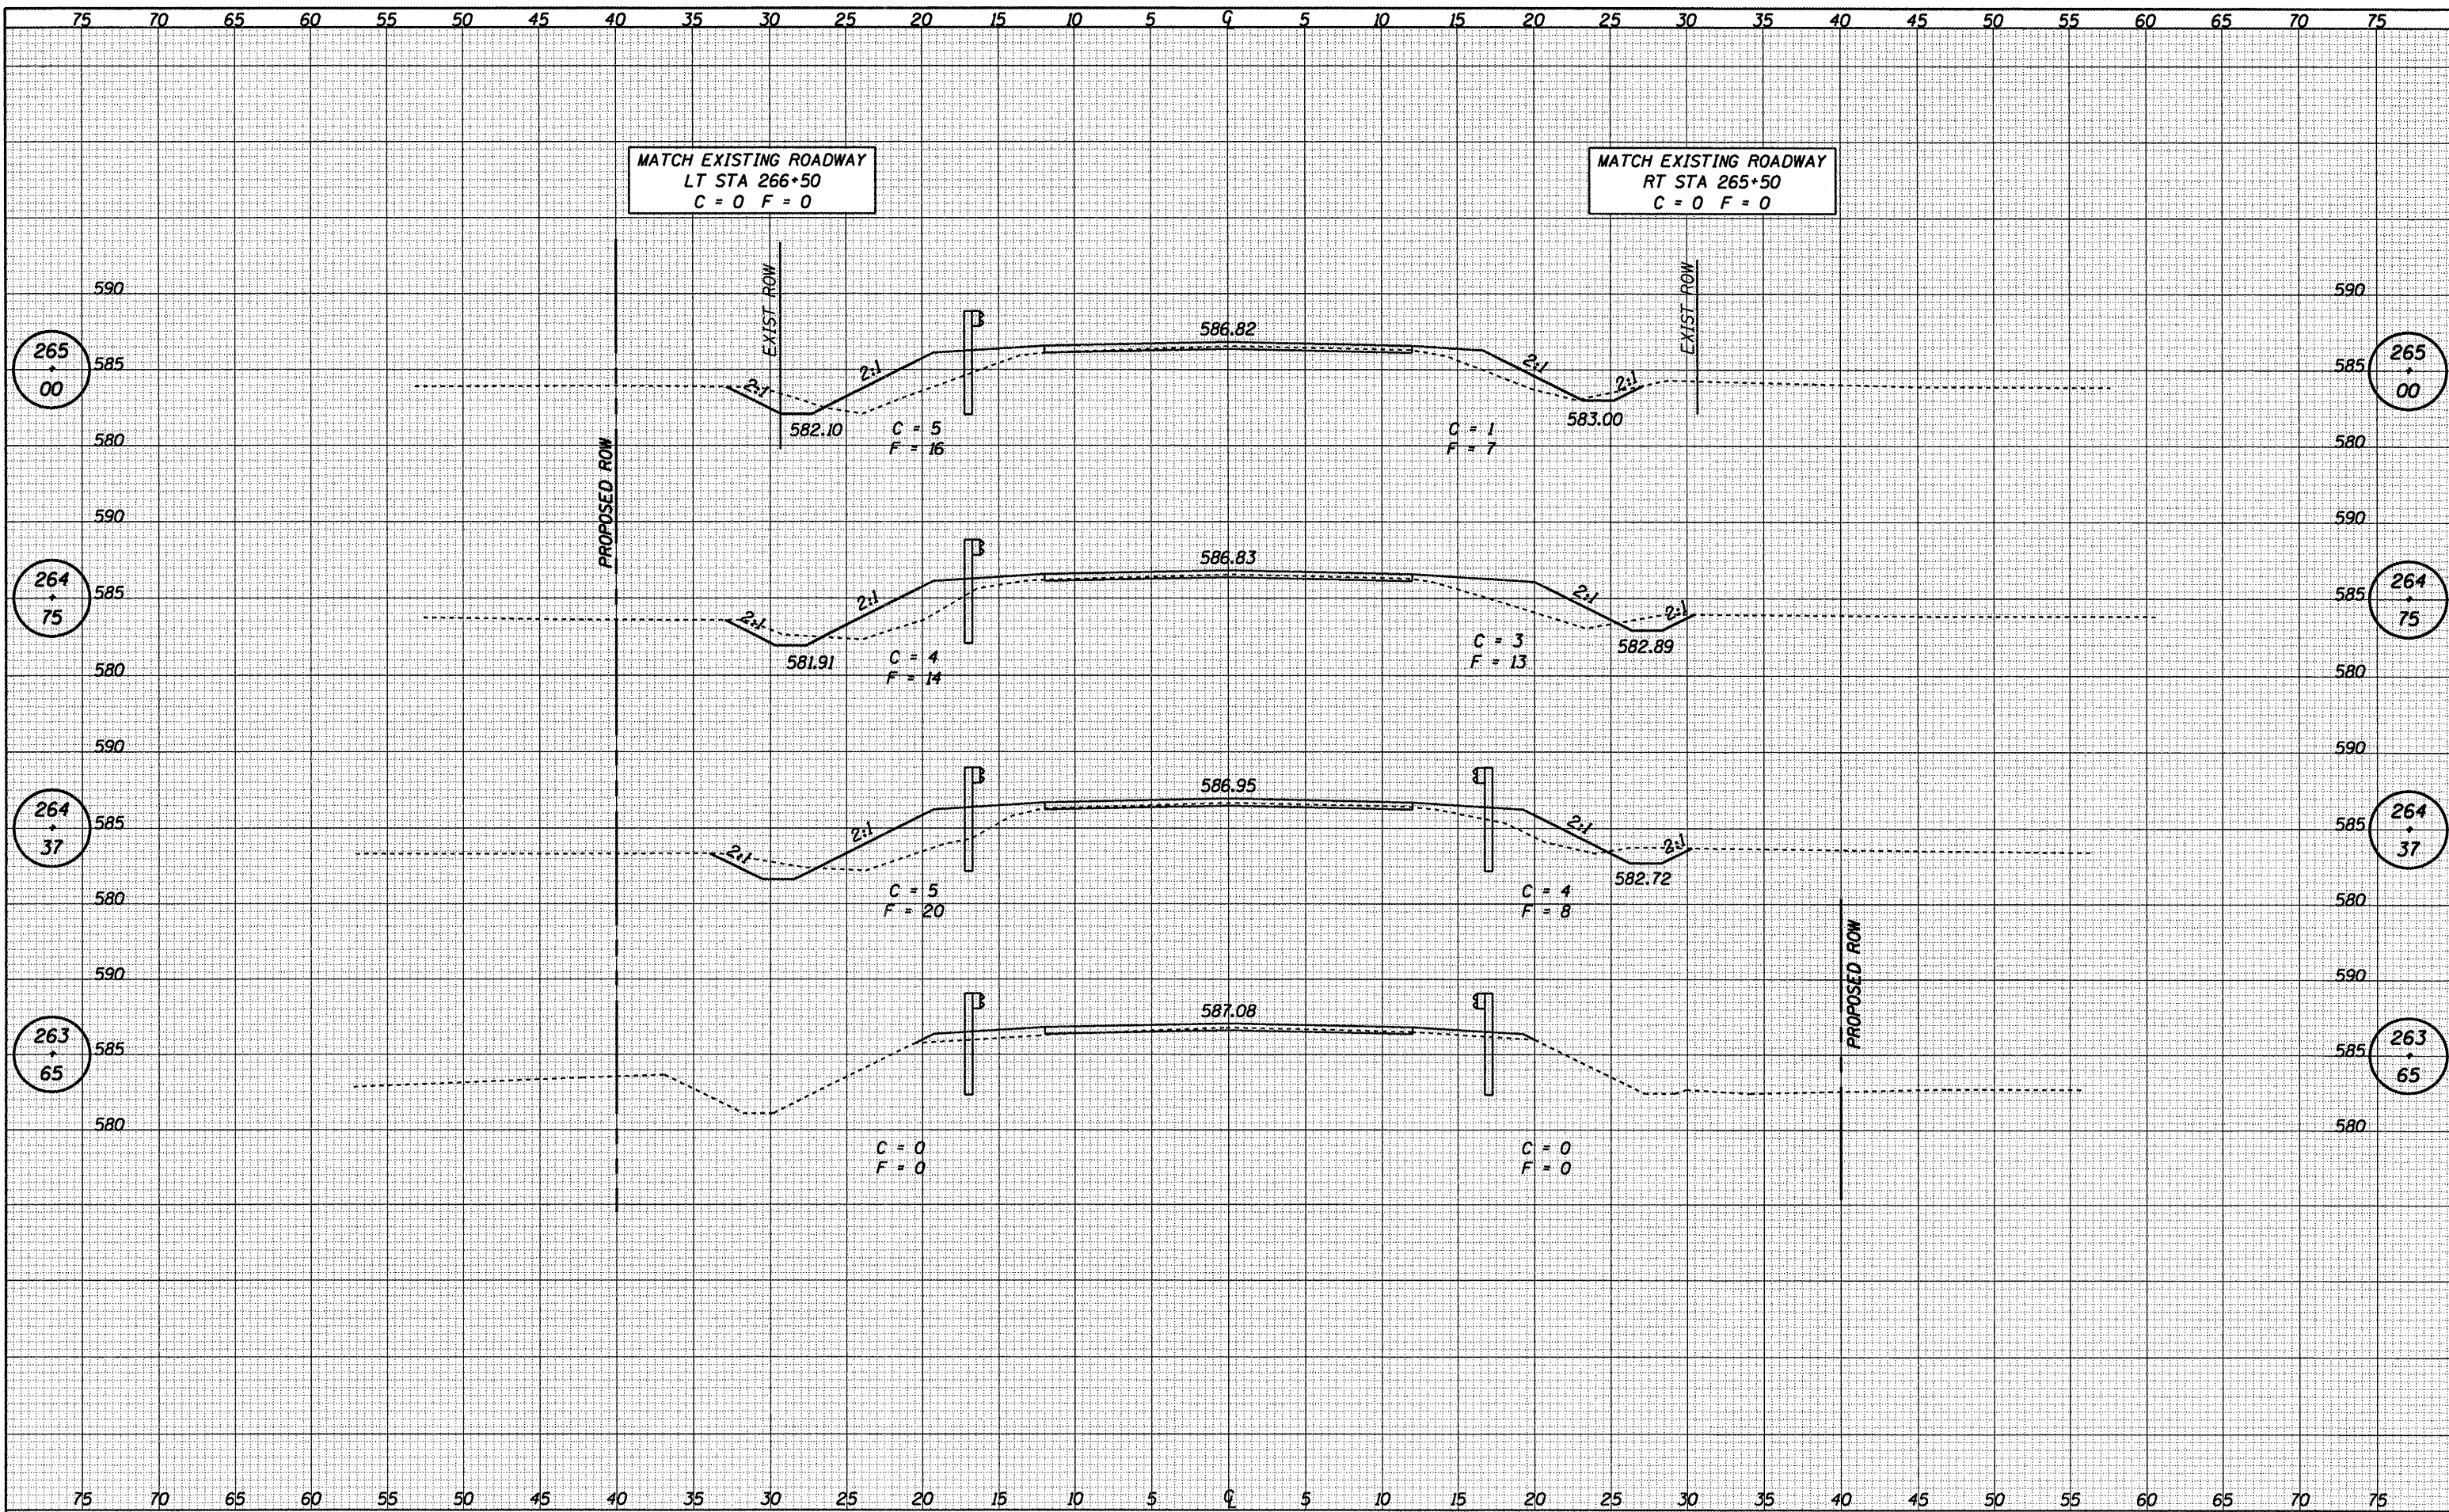 75 70 65 60 55 50 45 40 35 30 25 20 15 10 5 ℄ 5 10 15 20 25 30 35 40 45 50 55 60 65 70 75
MATCH EXISTING ROADWAY
LT STA 266+50
C = 0 F = 0
MATCH EXISTING ROADWAY
RT STA 265+50
C = 0 F = 0
EXIST ROW
EXIST ROW
PROPOSED ROW
590 590
265
+
00
585
586.82
2:1 2:1 2:1 2:1
585
265
+
00
582.10
583.00
580
C = 5
F = 16
C = 1
F = 7
580
590 590
264
+
75
585
586.83
2:1 2:1 2:1 2:1
585
264
+
75
581.91
582.89
580
C = 4
F = 14
C = 3
F = 13
580
590 590
264
+
37
585
586.95
2:1 2:1 2:1 2:1
585
264
+
37
582.72
580
C = 5
F = 20
C = 4
F = 8
580
PROPOSED ROW
590 590
263
+
65
585
587.08
585
263
+
65
580 580
C = 0
F = 0
C = 0
F = 0
75 70 65 60 55 50 45 40 35 30 25 20 15 10 5 ℄ 5 10 15 20 25 30 35 40 45 50 55 60 65 70 75